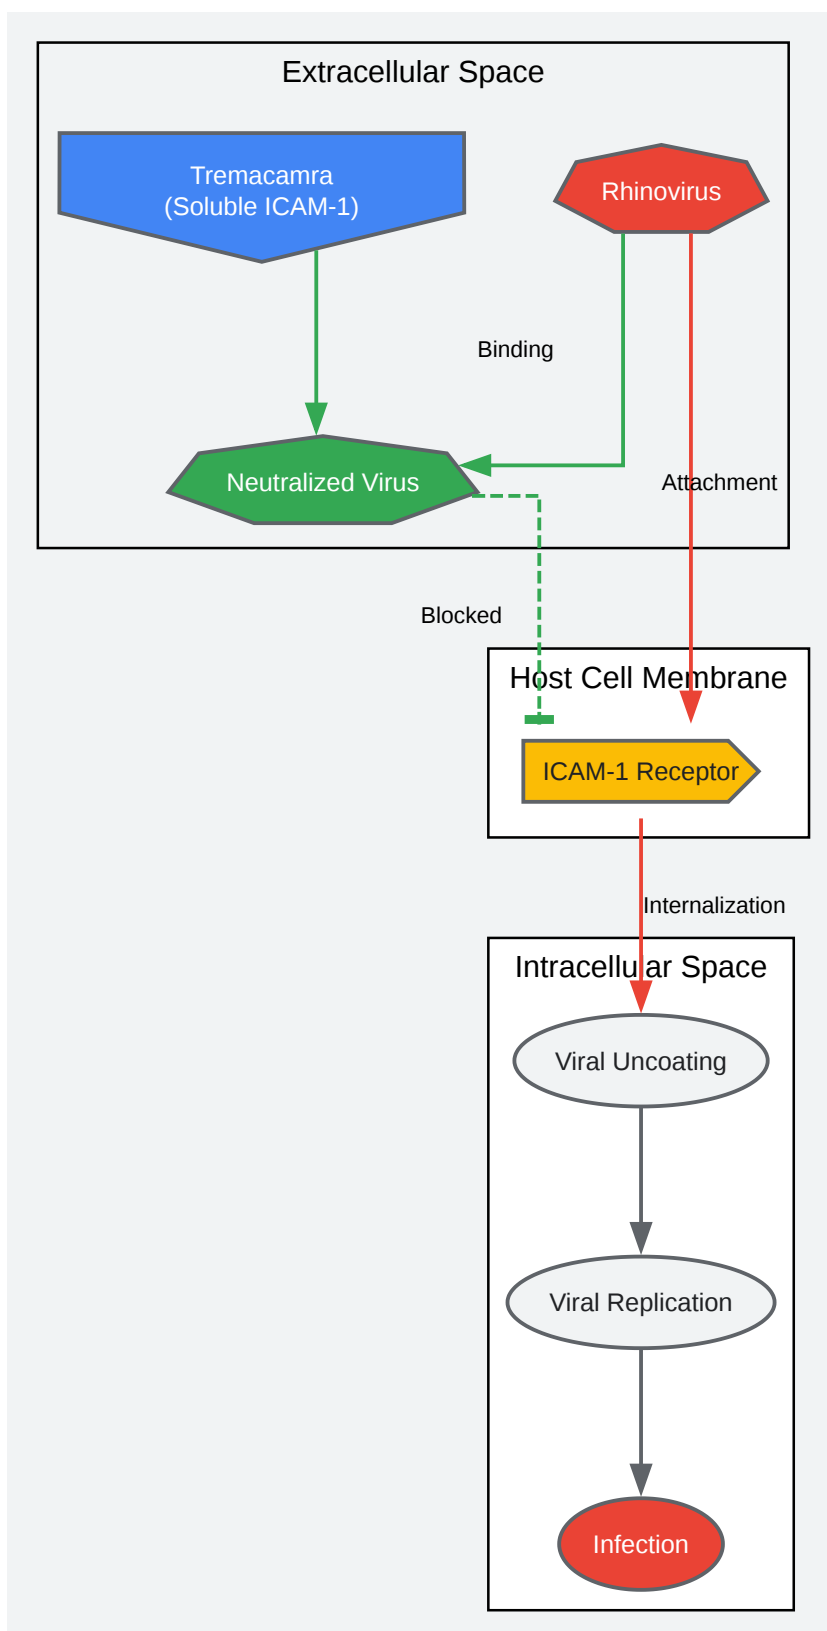 Extracellular Space
Tremacamra
(Soluble ICAM-1)
Rhinovirus
Binding
Neutralized Virus
Attachment
Blocked
Host Cell Membrane
ICAM-1 Receptor
Internalization
Intracellular Space
Viral Uncoating
Viral Replication
Infection